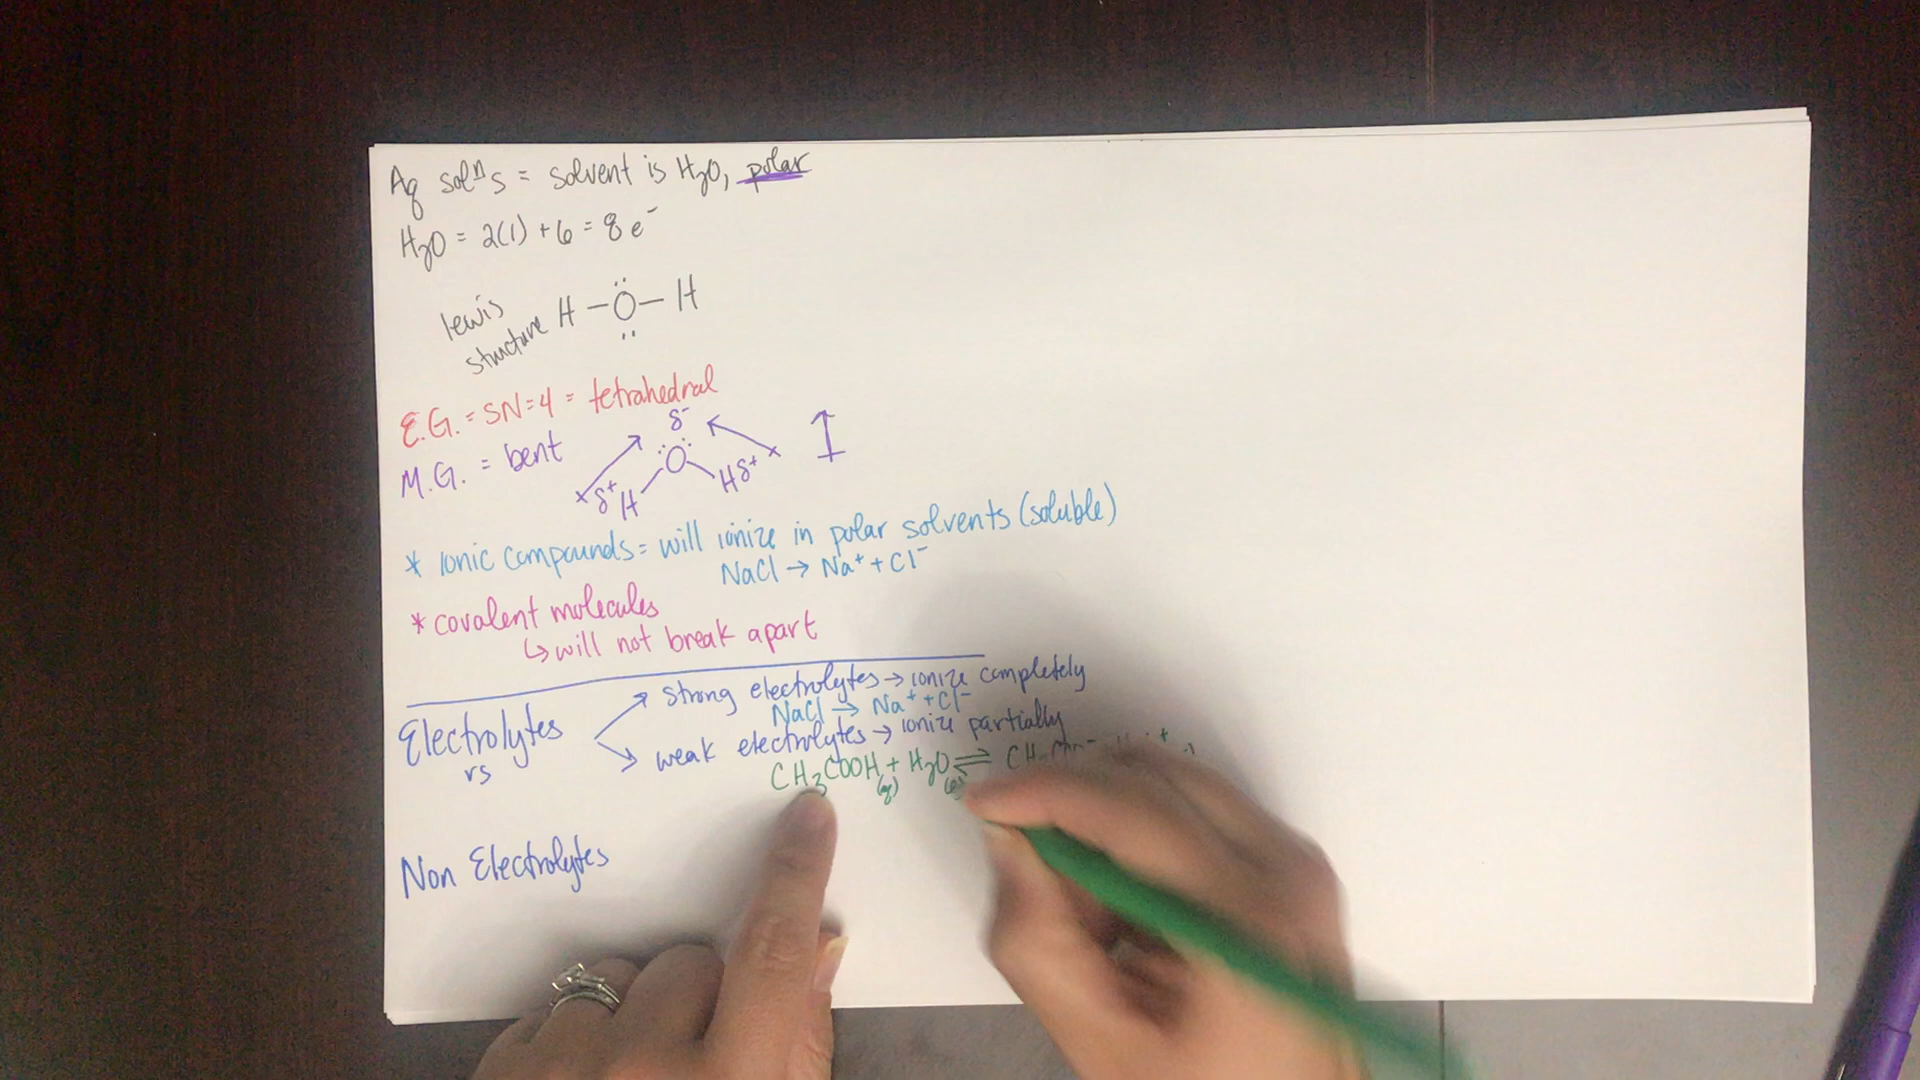 Aq solⁿs = solvent is H₂O, polar
H₂O = 2(1) + 6 = 8 e⁻
lewis structure H – Ö – H
E.G. = SN=4 = tetrahedral
M.G. = bent
δ⁻
O
δ⁺ H
Hδ⁺
* Ionic compounds = will ionize in polar solvents (soluble)
NaCl → Na⁺ + Cl⁻
* covalent molecules
↳ will not break apart
Electrolytes
↗ strong electrolytes → ionize completely
NaCl → Na⁺ + Cl⁻
↘ weak electrolytes → ionize partially
CH₃COOH(aq) + H₂O(l) ⇌
vs
Non Electrolytes